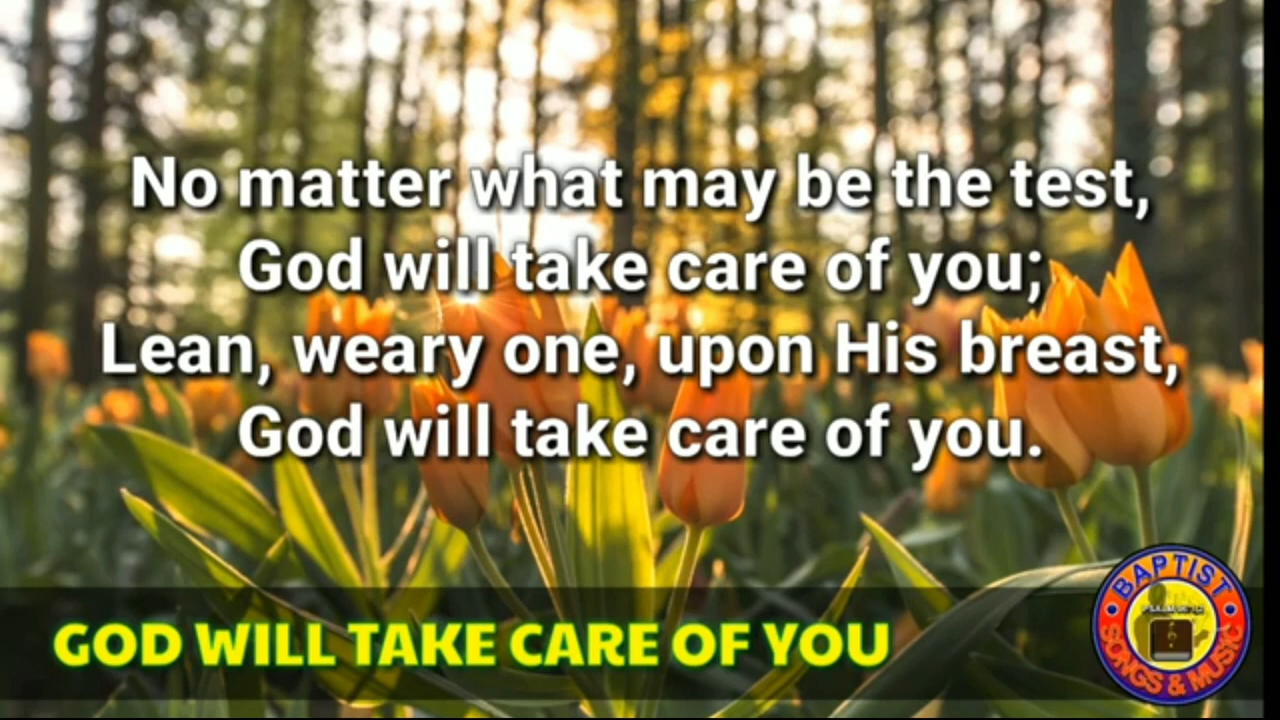 No matter what may be the test,
God will take care of you;
Lean, weary one, upon His breast,
God will take care of you.
GOD WILL TAKE CARE OF YOU
BAPTIST
SONGS & MUSIC